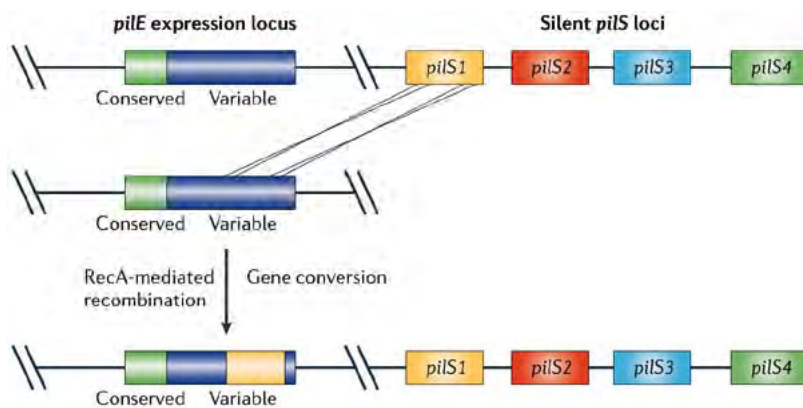 pilE expression locus
Silent pilS loci
pilS1
pilS2
pilS3
pilS4
Conserved
Variable
Conserved
Variable
RecA-mediated
recombination
Gene conversion
pilS1
pilS2
pilS3
pilS4
Conserved
Variable